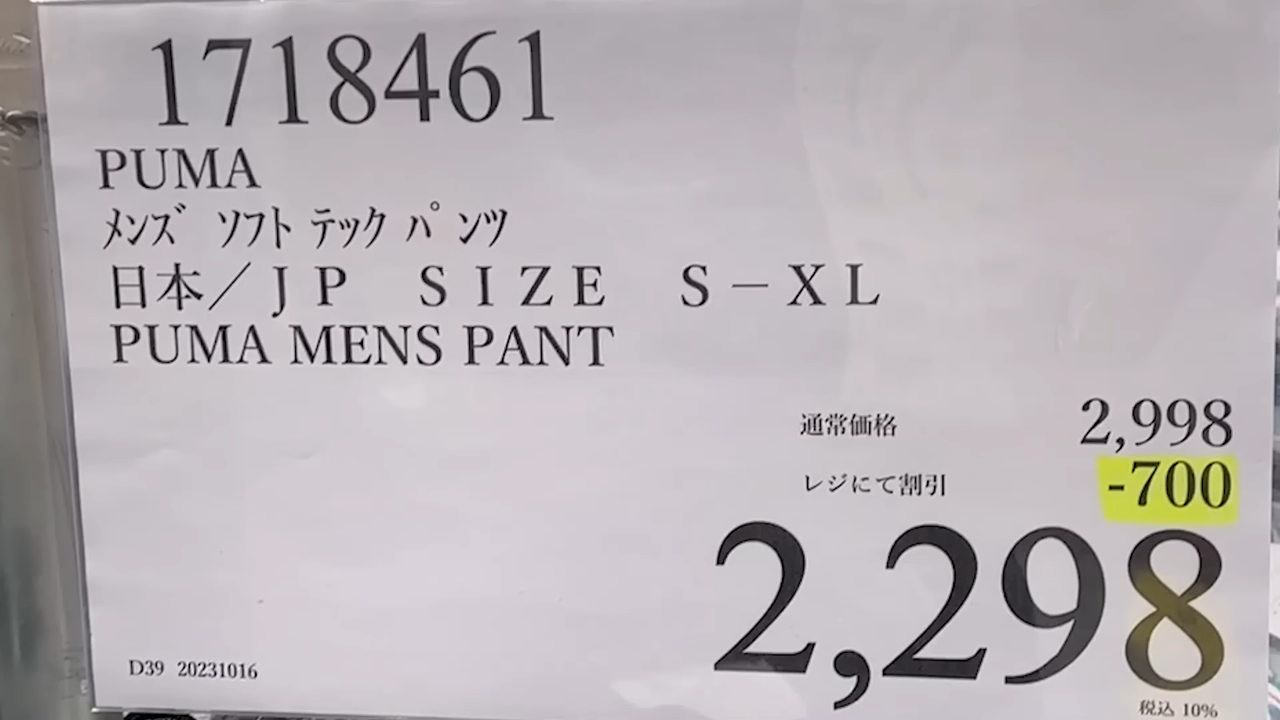 1718461
PUMA
ﾒﾝｽﾞ ｿﾌﾄ ﾃｯｸ ﾊﾟﾝﾂ
日本／ＪＰ　ＳＩＺＥ　Ｓ－ＸＬ
PUMA MENS PANT
通常価格 2,998
レジにて割引 -700
2,298
D39 20231016
税込 10%